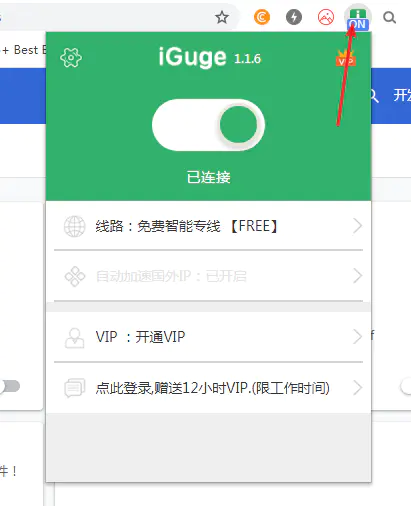 ON
+ Best B
iGuge 1.1.6
VIP
开发
已连接
线路：免费智能专线 【FREE】
自动加速国外IP：已开启
VIP ：开通VIP
f
点此登录,赠送12小时VIP.(限工作时间)
件！